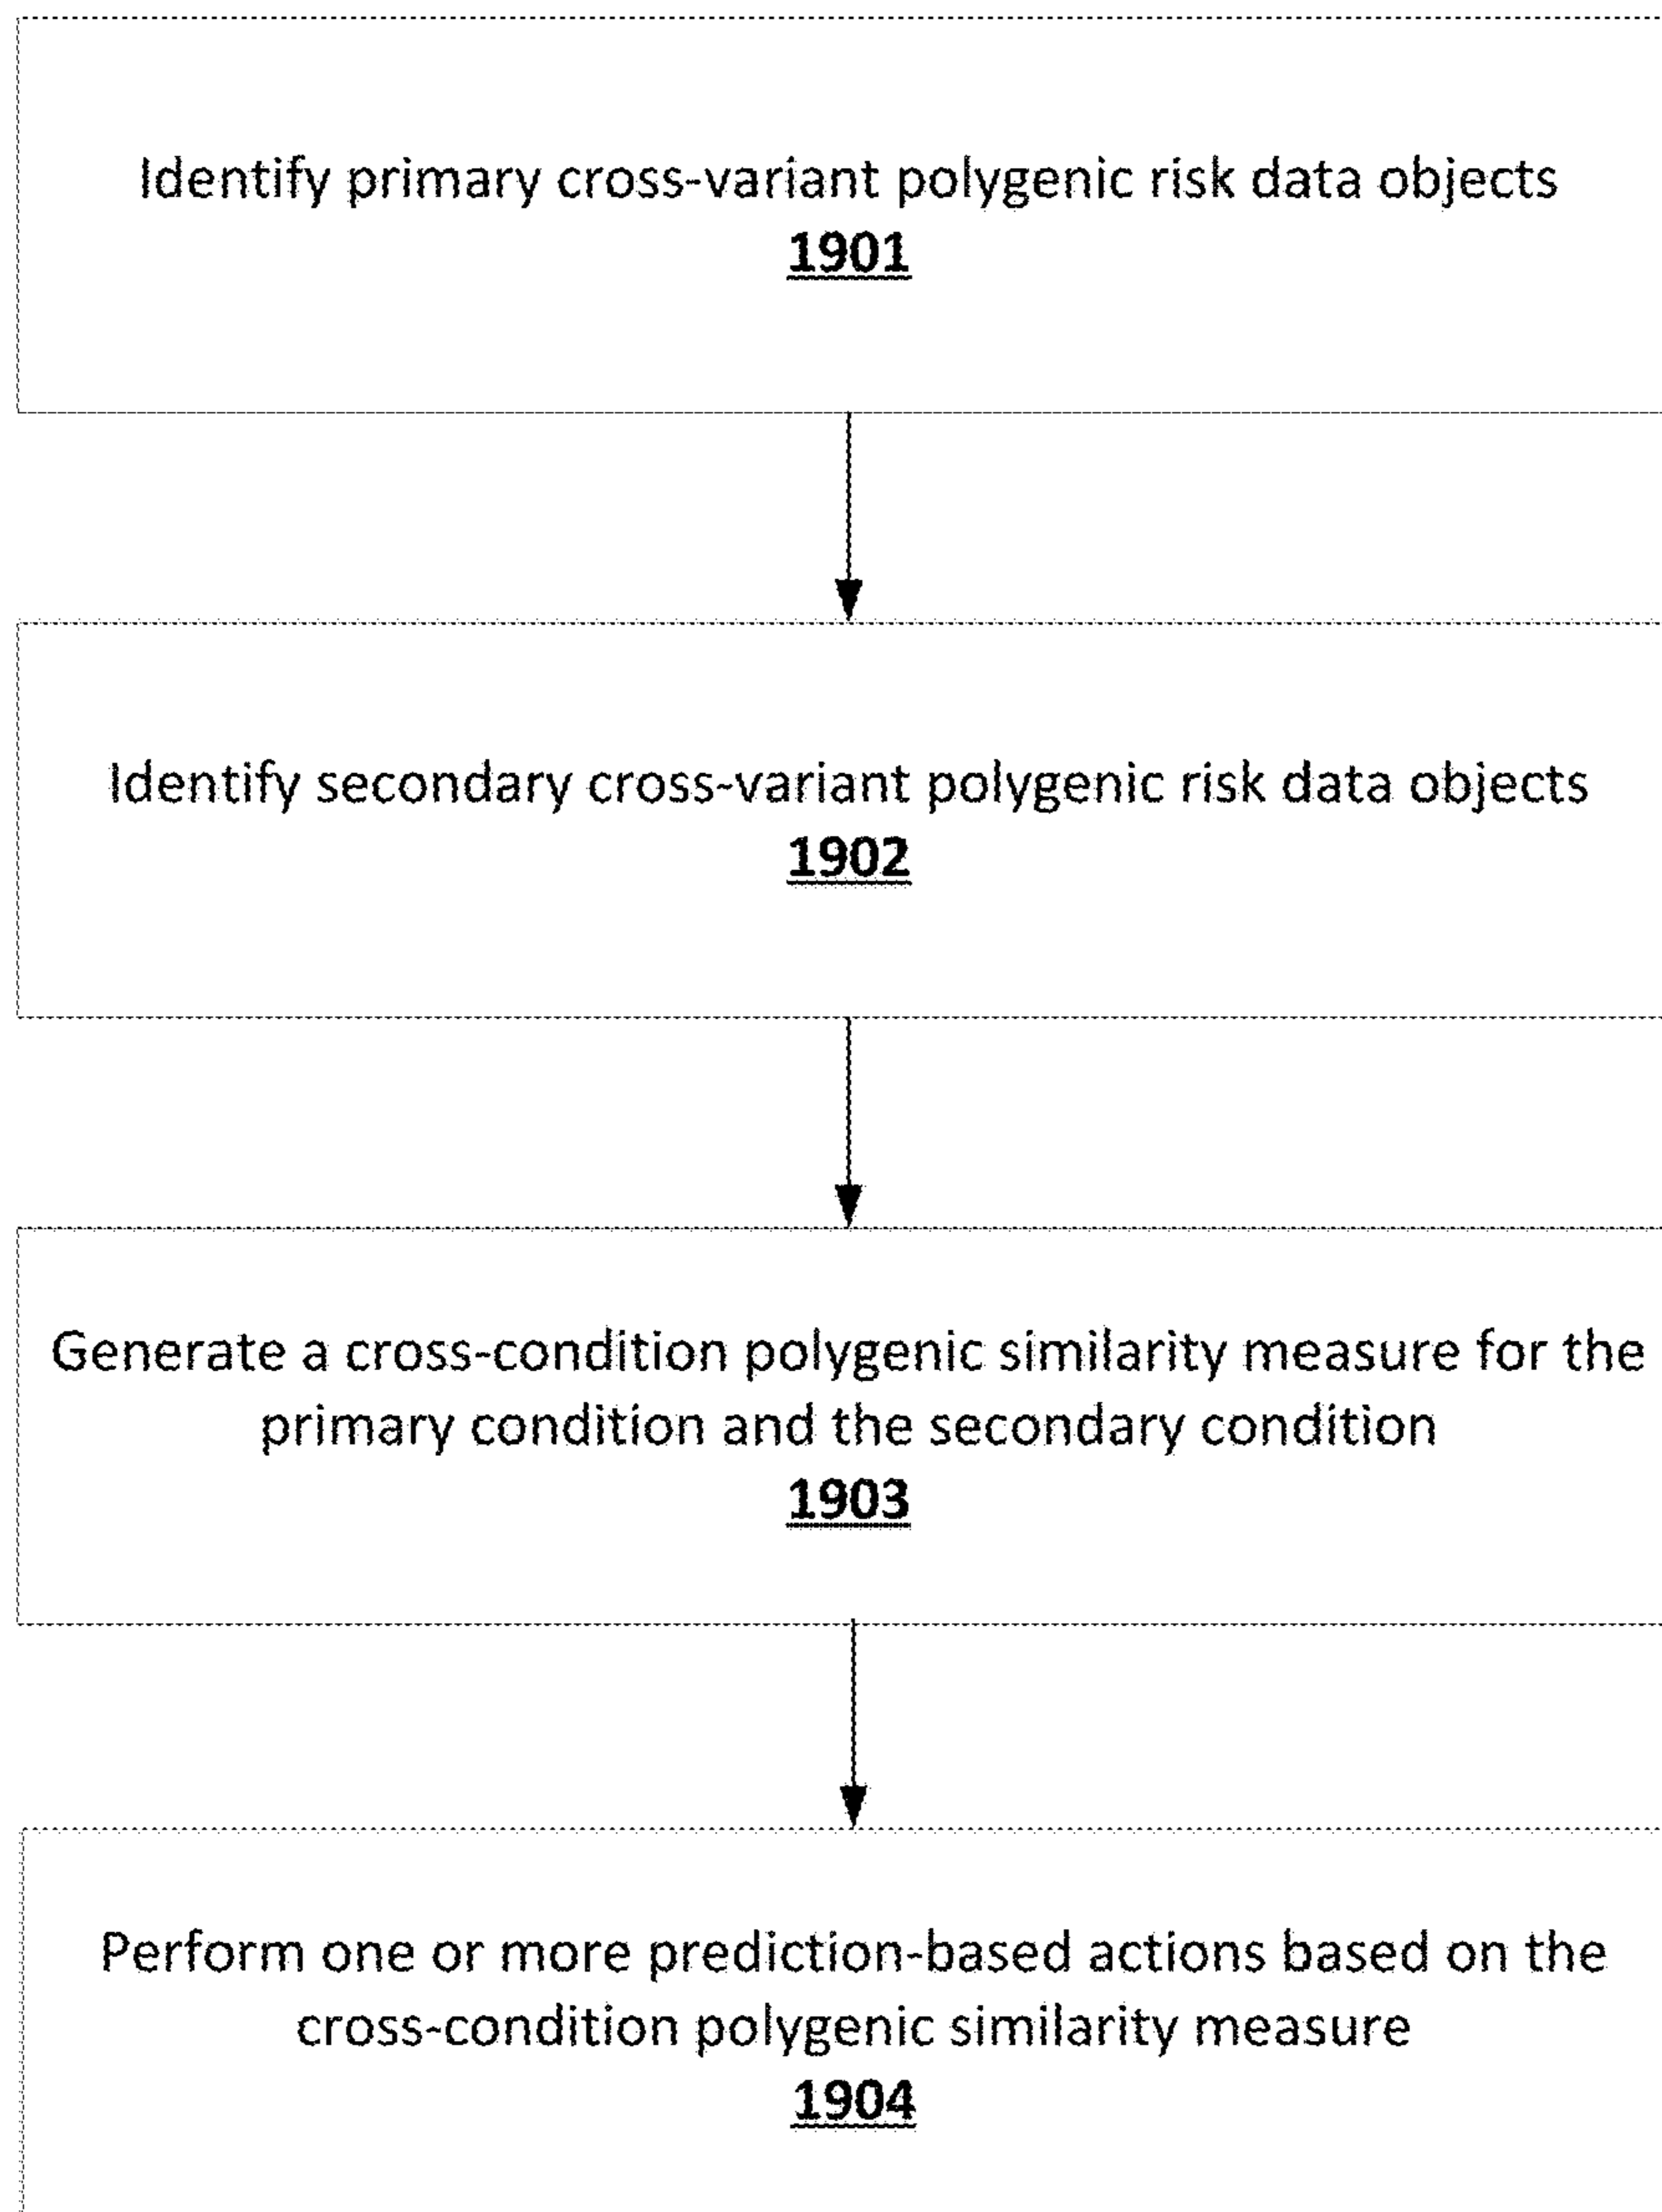 Identify primary cross-variant polygenic risk data objects
1901
Identify secondary cross-variant polygenic risk data objects
1902
Generate a cross-condition polygenic similarity measure for the
primary condition and the secondary condition
1903
Perform one or more prediction-based actions based on the
cross-condition polygenic similarity measure
1904